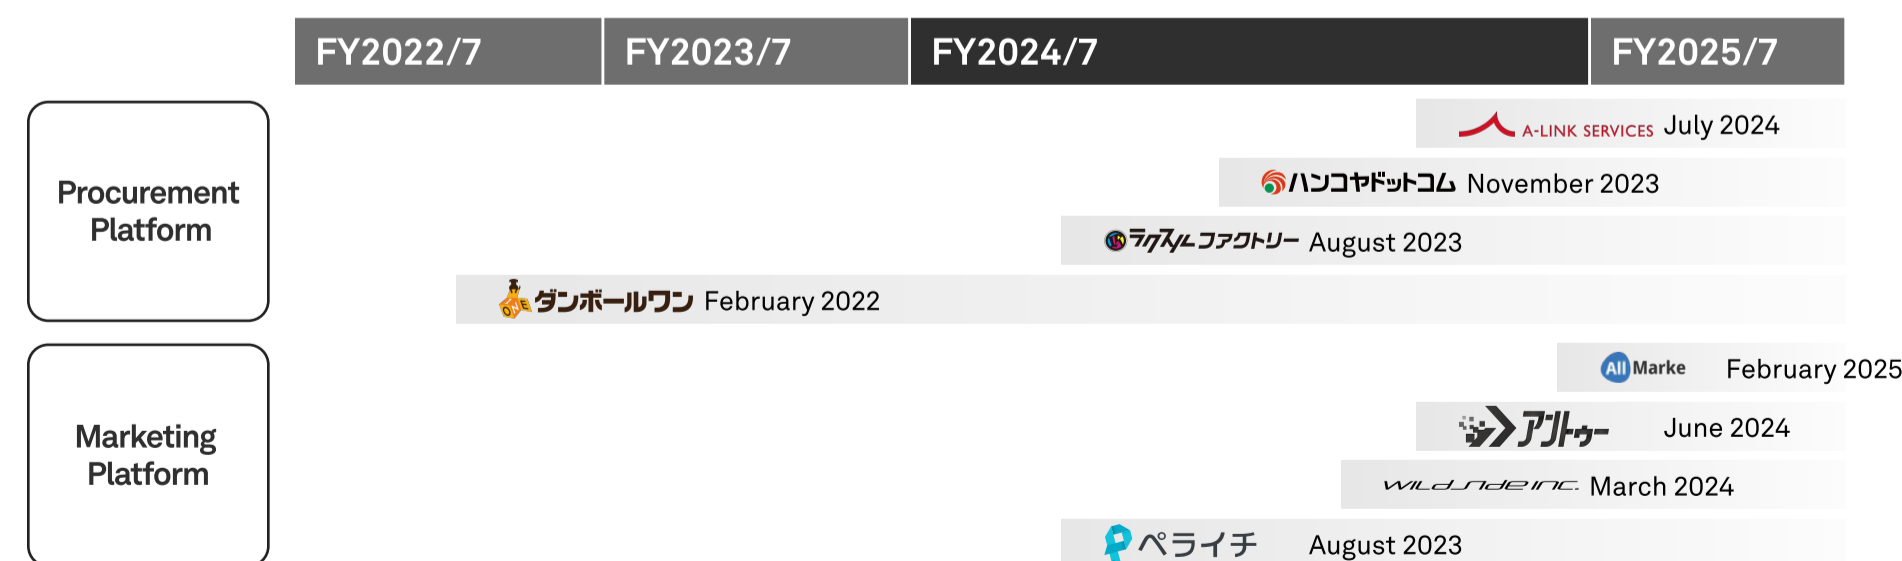 FY2022/7
FY2023/7
FY2024/7
FY2025/7
Procurement
Platform
A-LINK SERVICES July 2024
ハンコヤドットコム November 2023
ラクスル ファクトリー August 2023
ONE ダンボールワン February 2022
Marketing
Platform
All Marke February 2025
アントゥー June 2024
WILDSIDE INC. March 2024
ペライチ August 2023